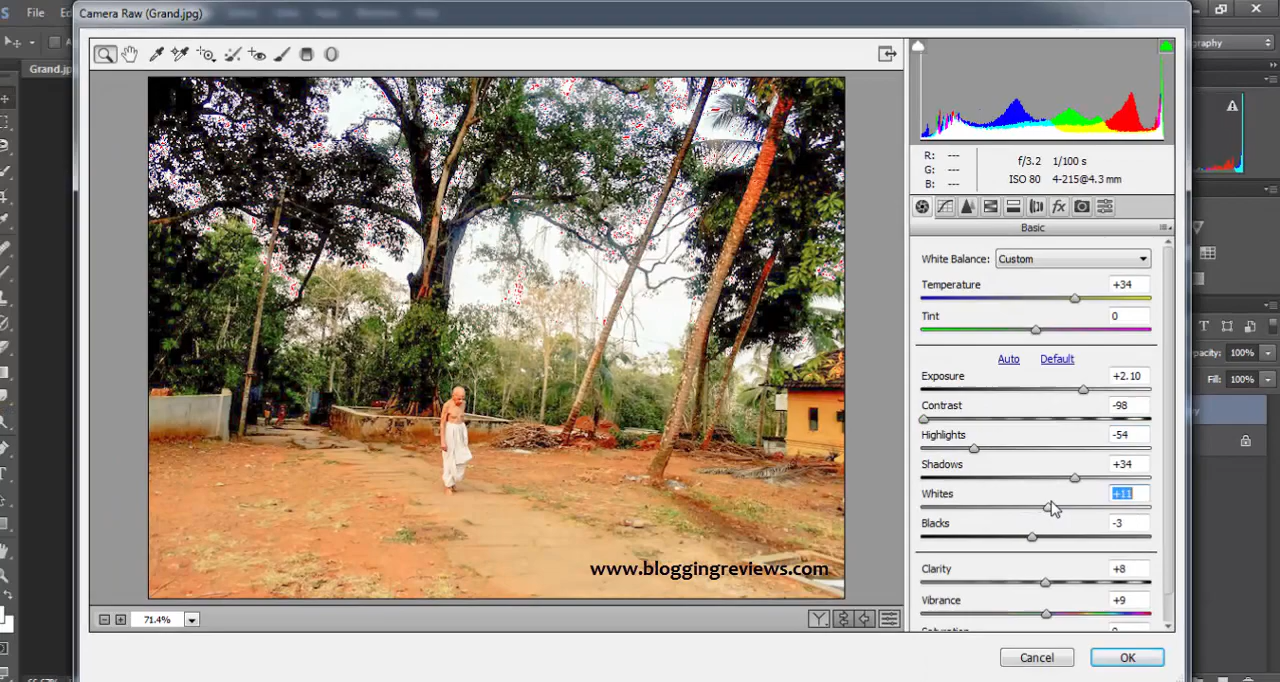 Camera Raw (Grand.jpg)
File
Grand.jp
graphy
R: ---
G: ---
B: ---
f/3.2 1/100 s
ISO 80 4-215@4.3 mm
fx
Basic
White Balance: Custom
Temperature +34
Tint 0
Auto Default
Exposure +2.10
Contrast -98
Highlights -54
Shadows +34
Whites +11
Blacks -3
Clarity +8
Vibrance +9
pacity: 100%
Fill: 100%
www.bloggingreviews.com
71.4%
Y
Cancel OK